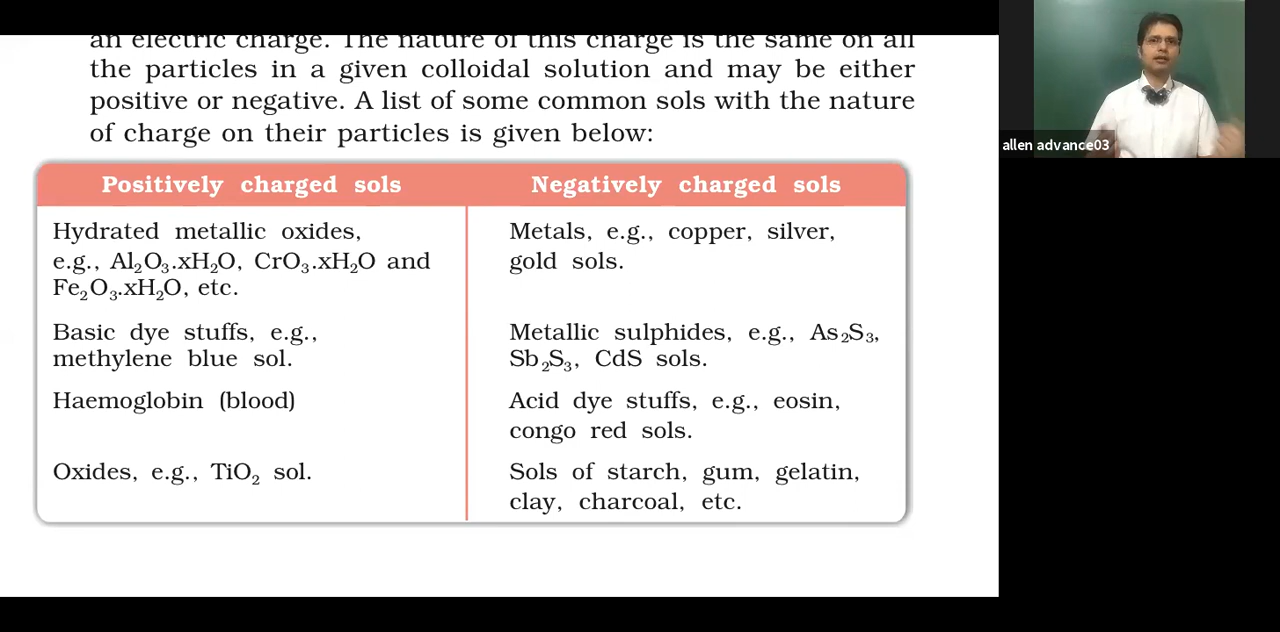 an electric charge. The nature of this charge is the same on all
the particles in a given colloidal solution and may be either
positive or negative. A list of some common sols with the nature
of charge on their particles is given below:
Positively charged sols
Negatively charged sols
Hydrated metallic oxides,
e.g., Al₂O₃.xH₂O, CrO₃.xH₂O and
Fe₂O₃.xH₂O, etc.
Metals, e.g., copper, silver,
gold sols.
Basic dye stuffs, e.g.,
methylene blue sol.
Metallic sulphides, e.g., As₂S₃,
Sb₂S₃, CdS sols.
Haemoglobin (blood)
Acid dye stuffs, e.g., eosin,
congo red sols.
Oxides, e.g., TiO₂ sol.
Sols of starch, gum, gelatin,
clay, charcoal, etc.
allen advance03